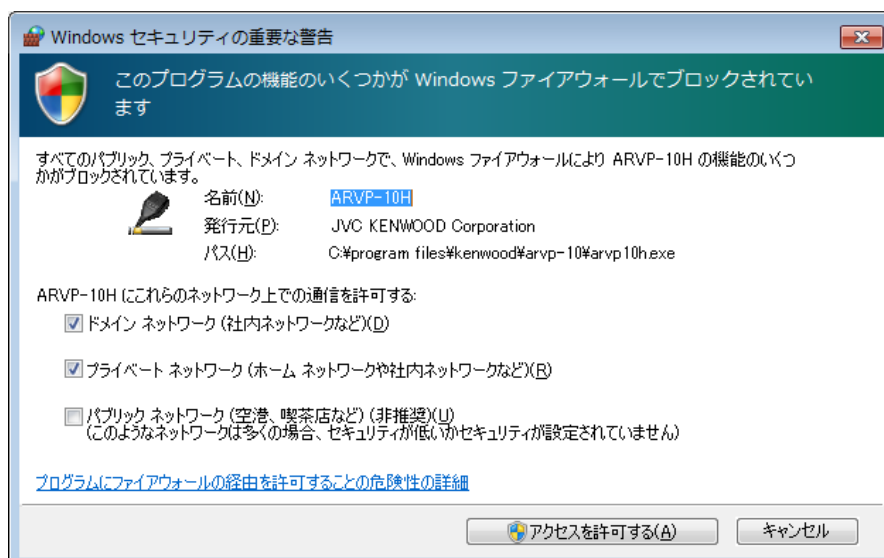 Windows セキュリティの重要な警告
このプログラムの機能のいくつかが Windows ファイアウォールでブロックされてい
ます
すべてのパブリック、プライベート、ドメイン ネットワークで、Windows ファイアウォールにより ARVP-10H の機能のいくつ
かがブロックされています。
名前(N): ARVP-10H
発行元(P): JVC KENWOOD Corporation
パス(H): C:¥program files¥kenwood¥arvp-10¥arvp10h.exe
ARVP-10H にこれらのネットワーク上での通信を許可する:
ドメイン ネットワーク (社内ネットワークなど)(D)
プライベート ネットワーク (ホーム ネットワークや社内ネットワークなど)(R)
パブリック ネットワーク (空港、喫茶店など) (非推奨)(U)
(このようなネットワークは多くの場合、セキュリティが低いかセキュリティが設定されていません)
プログラムにファイアウォールの経由を許可することの危険性の詳細
アクセスを許可する(A) キャンセル